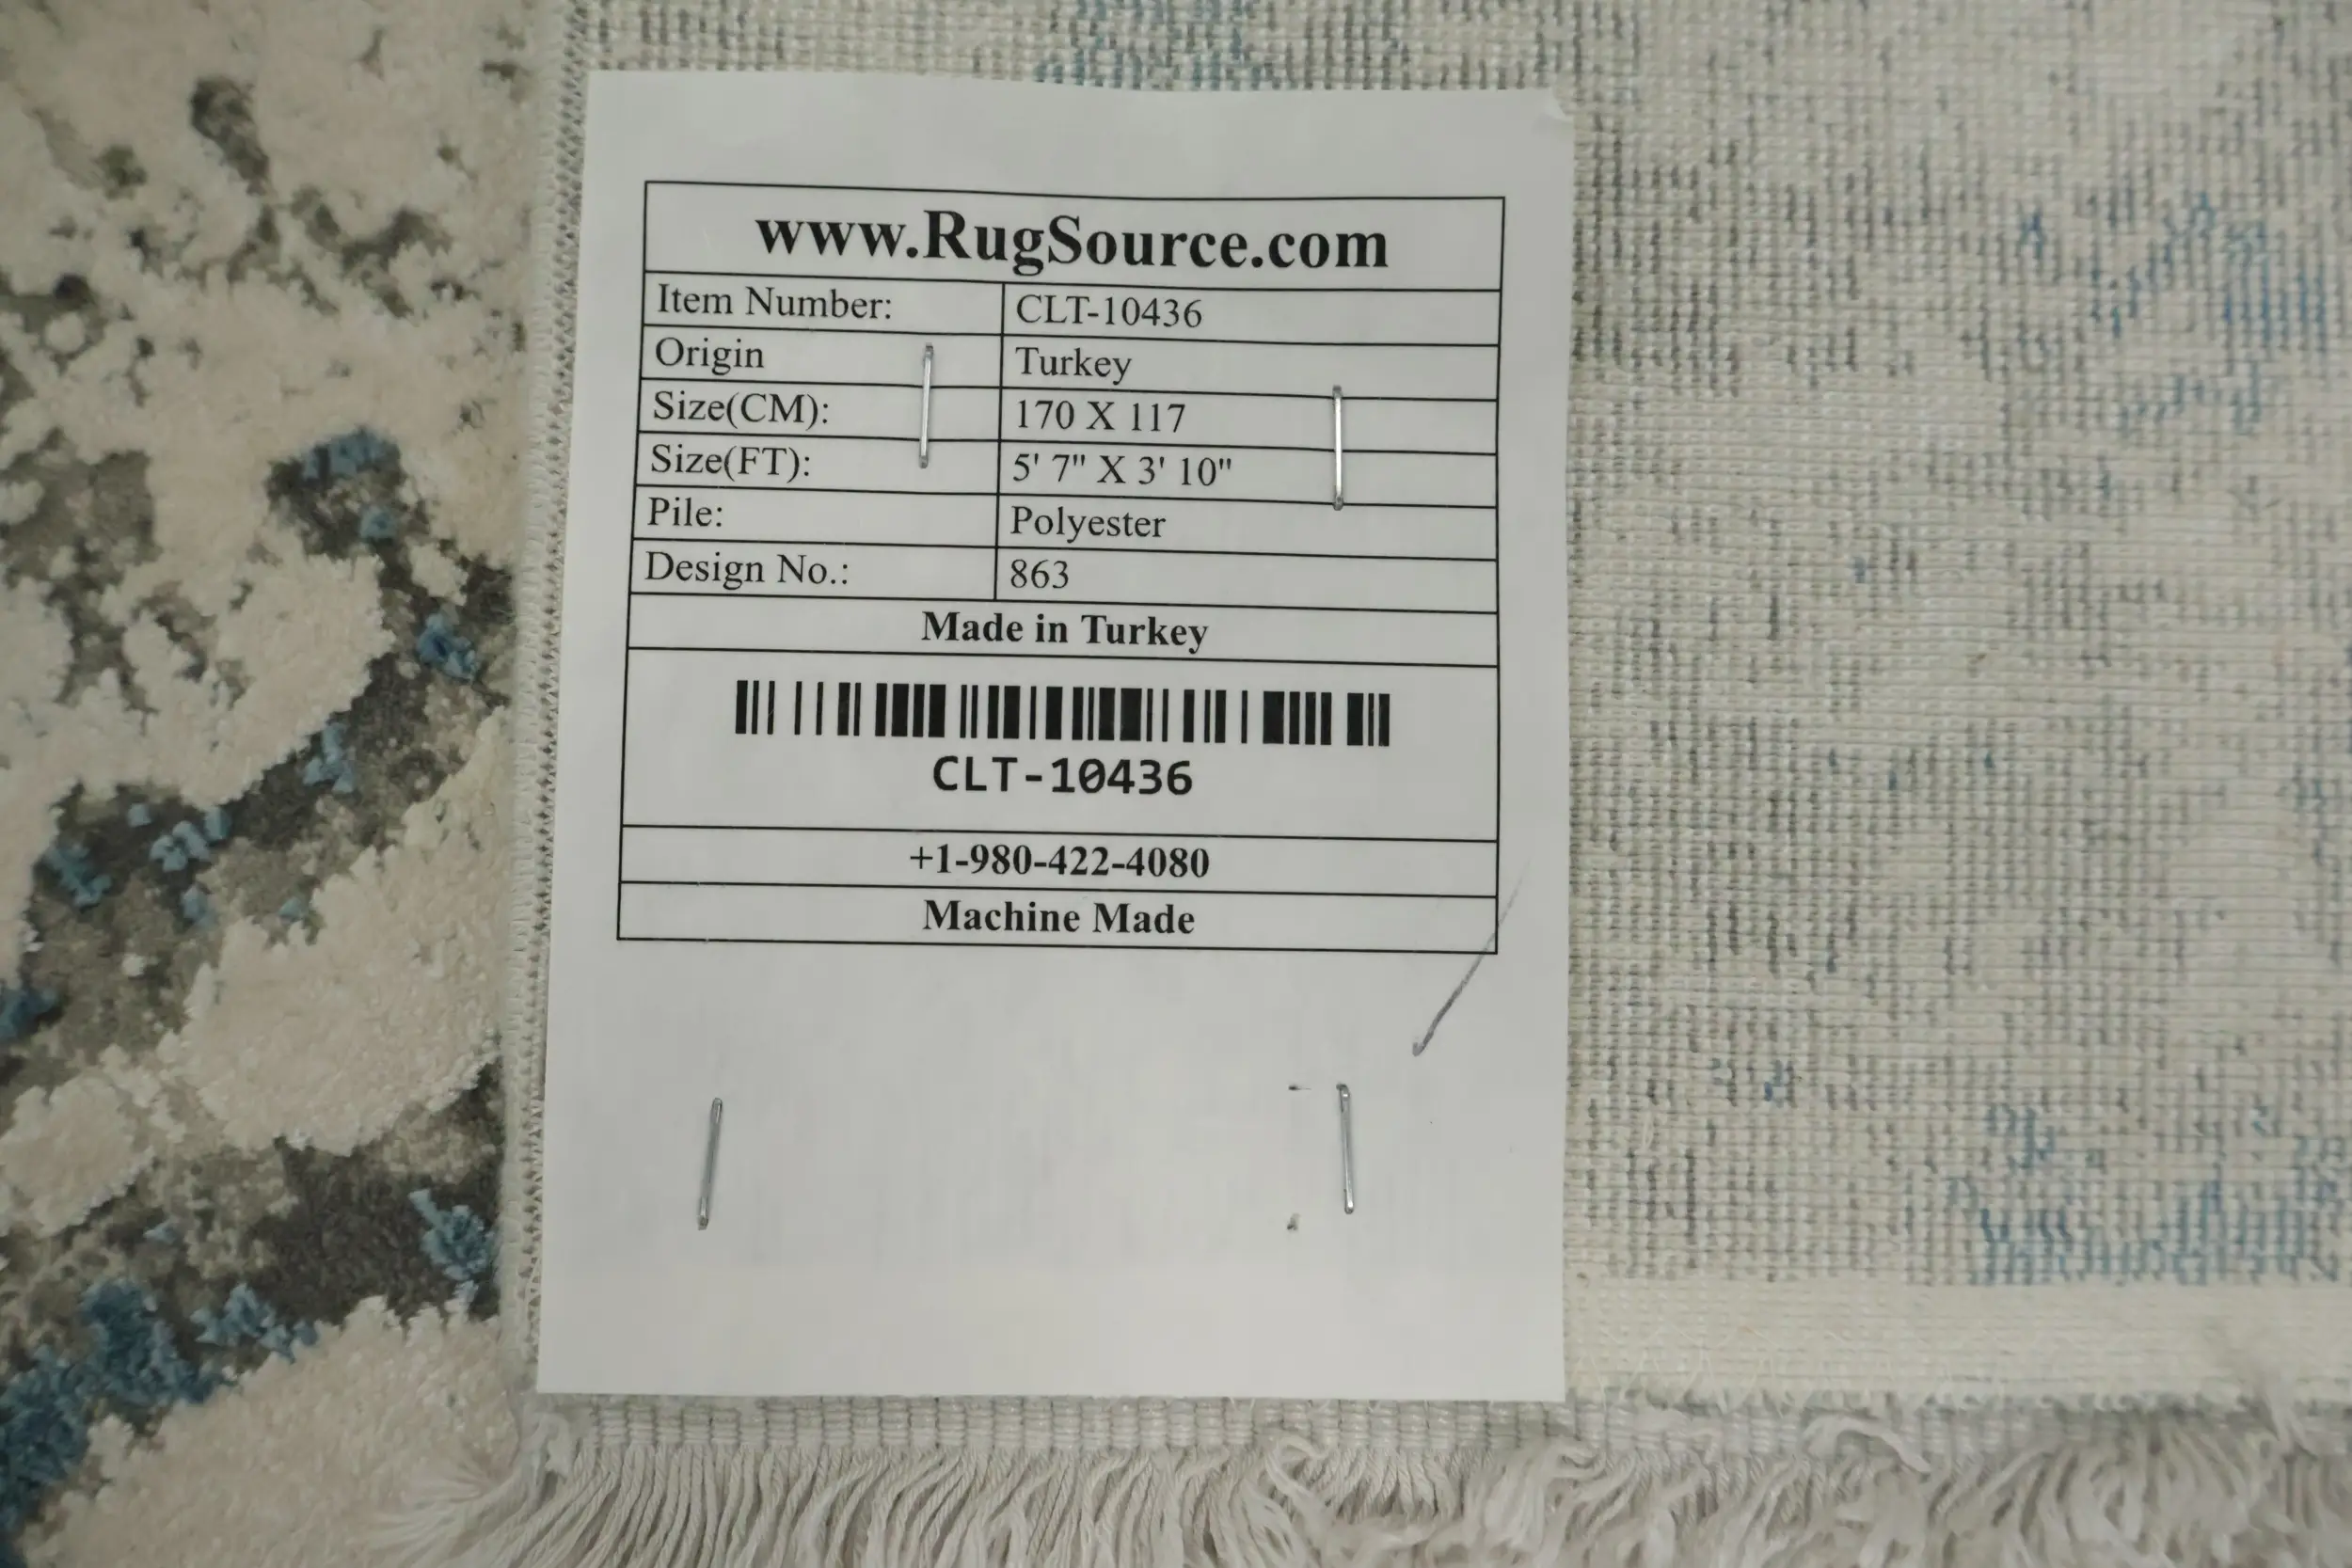 www.RugSource.com
Item Number: CLT-10436
Origin Turkey
Size(CM): 170 X 117
Size(FT): 5' 7" X 3' 10"
Pile: Polyester
Design No.: 863
Made in Turkey
CLT-10436
+1-980-422-4080
Machine Made